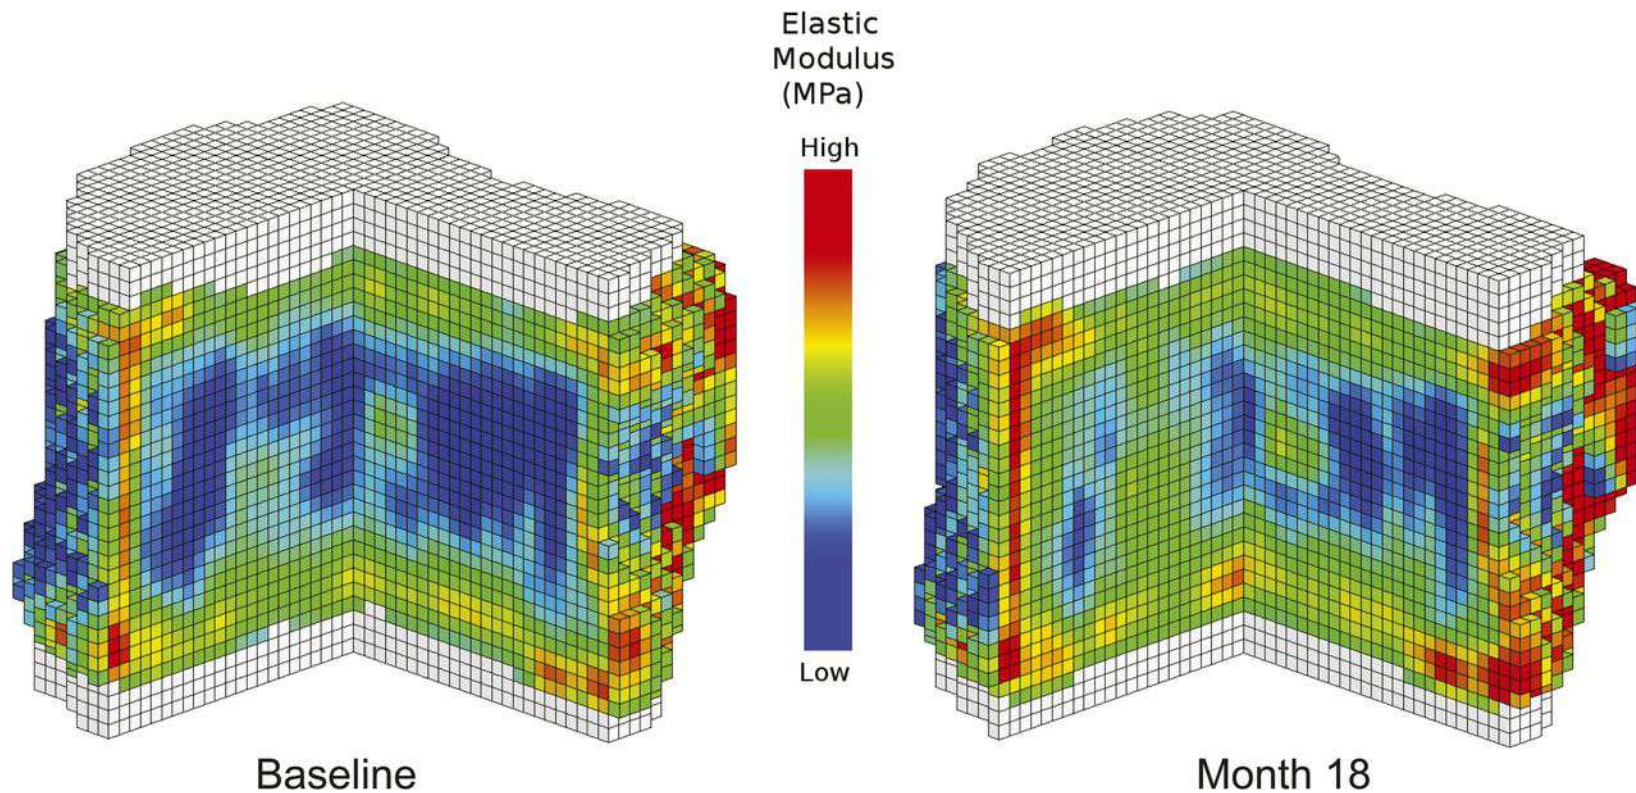 Elastic
Modulus
(MPa)
High
Low
Baseline
Month 18